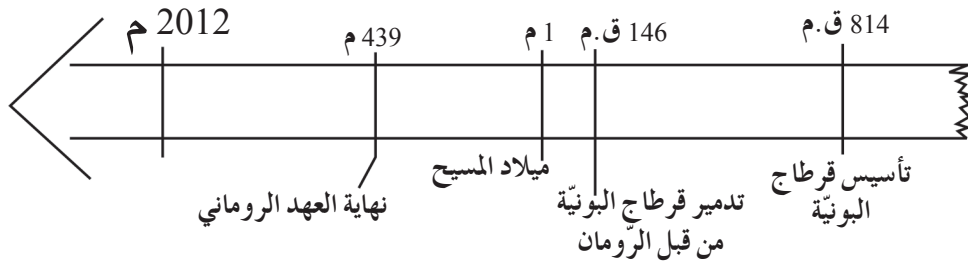 814 ق.م
146 ق.م
1 م
439 م
2012 م
تأسيس قرطاج
البونيّة
تدمير قرطاج البونيّة
من قبل الرّومان
ميلاد المسيح
نهاية العهد الروماني